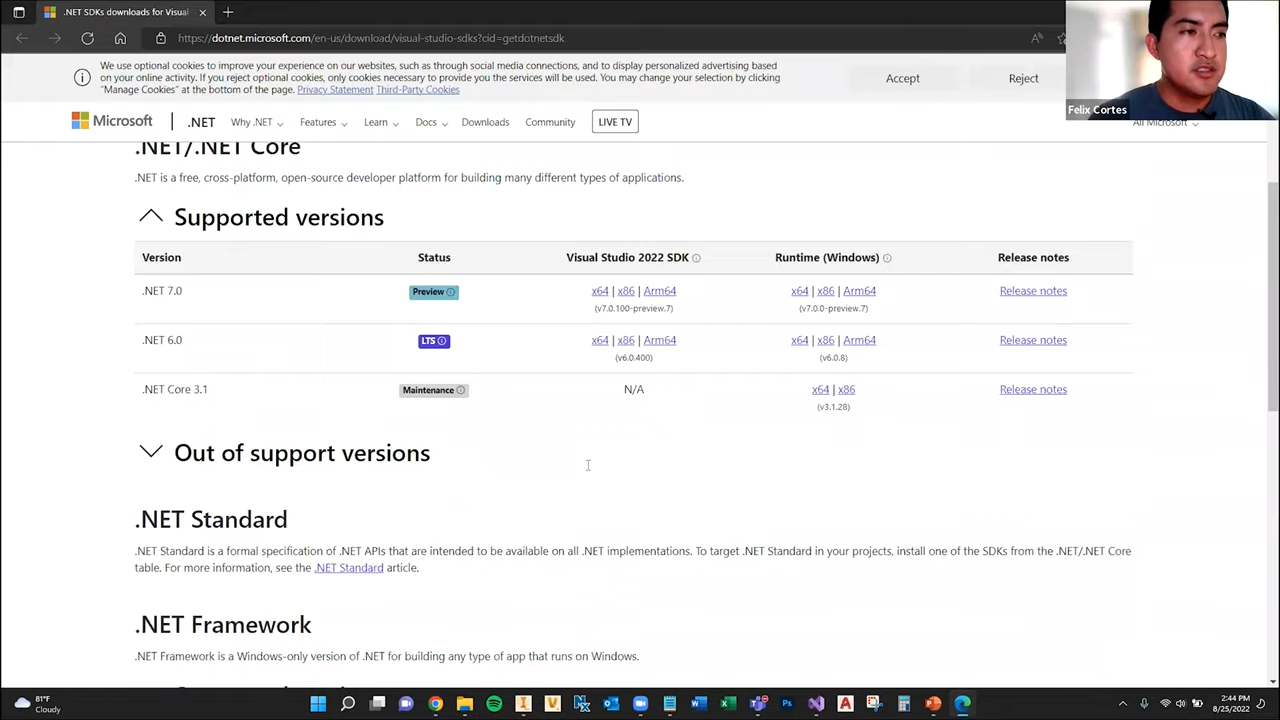 .NET SDKs downloads for Visual
https://dotnet.microsoft.com/en-us/download/visual-studio-sdks?cid=getdotnetsdk
We use optional cookies to improve your experience on our websites, such as through social media connections, and to display personalized advertising based
on your online activity. If you reject optional cookies, only cookies necessary to provide you the services will be used. You may change your selection by clicking
"Manage Cookies" at the bottom of the page. Privacy Statement Third-Party Cookies
Accept
Reject
Felix Cortes
Microsoft
.NET
Why .NET
Features
Learn
Docs
Downloads
Community
LIVE TV
All Microsoft
.NET/.NET Core
.NET is a free, cross-platform, open-source developer platform for building many different types of applications.
Supported versions
Version Status Visual Studio 2022 SDK Runtime (Windows) Release notes
.NET 7.0 Preview x64 | x86 | Arm64 x64 | x86 | Arm64 Release notes
(v7.0.100-preview.7) (v7.0.0-preview.7)
.NET 6.0 LTS x64 | x86 | Arm64 x64 | x86 | Arm64 Release notes
(v6.0.400) (v6.0.8)
.NET Core 3.1 Maintenance N/A x64 | x86 Release notes
(v3.1.28)
Out of support versions
.NET Standard
.NET Standard is a formal specification of .NET APIs that are intended to be available on all .NET implementations. To target .NET Standard in your projects, install one of the SDKs from the .NET/.NET Core
table. For more information, see the .NET Standard article.
.NET Framework
.NET Framework is a Windows-only version of .NET for building any type of app that runs on Windows.
81°F
Cloudy
2:44 PM
8/25/2022